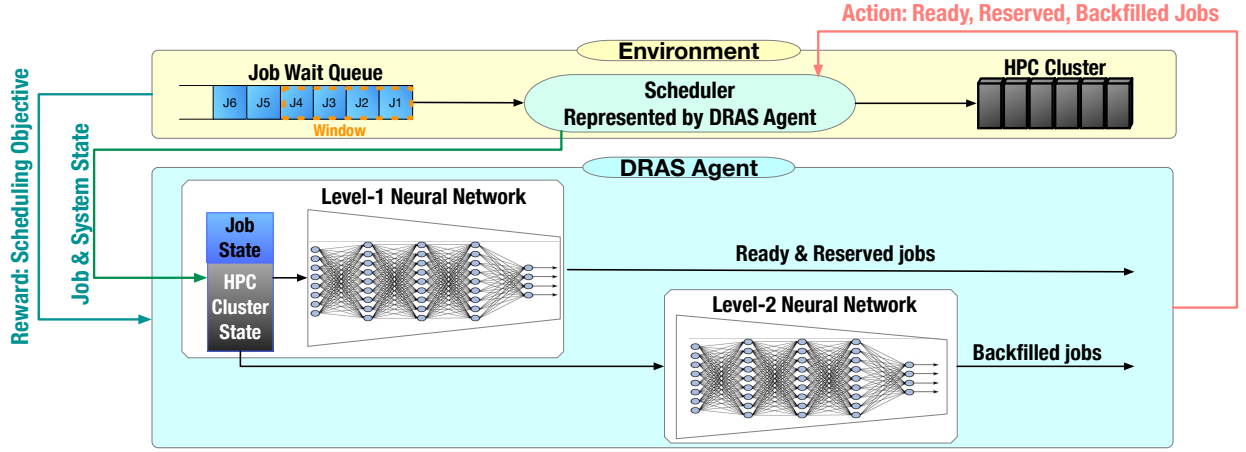 Action: Ready, Reserved, Backfilled Jobs
Environment
Job Wait Queue
J6 J5 J4 J3 J2 J1
Window
Scheduler
Represented by DRAS Agent
HPC Cluster
Reward: Scheduling Objective
Job & System State
DRAS Agent
Level-1 Neural Network
Job
State
HPC
Cluster
State
Ready & Reserved jobs
Level-2 Neural Network
Backfilled jobs